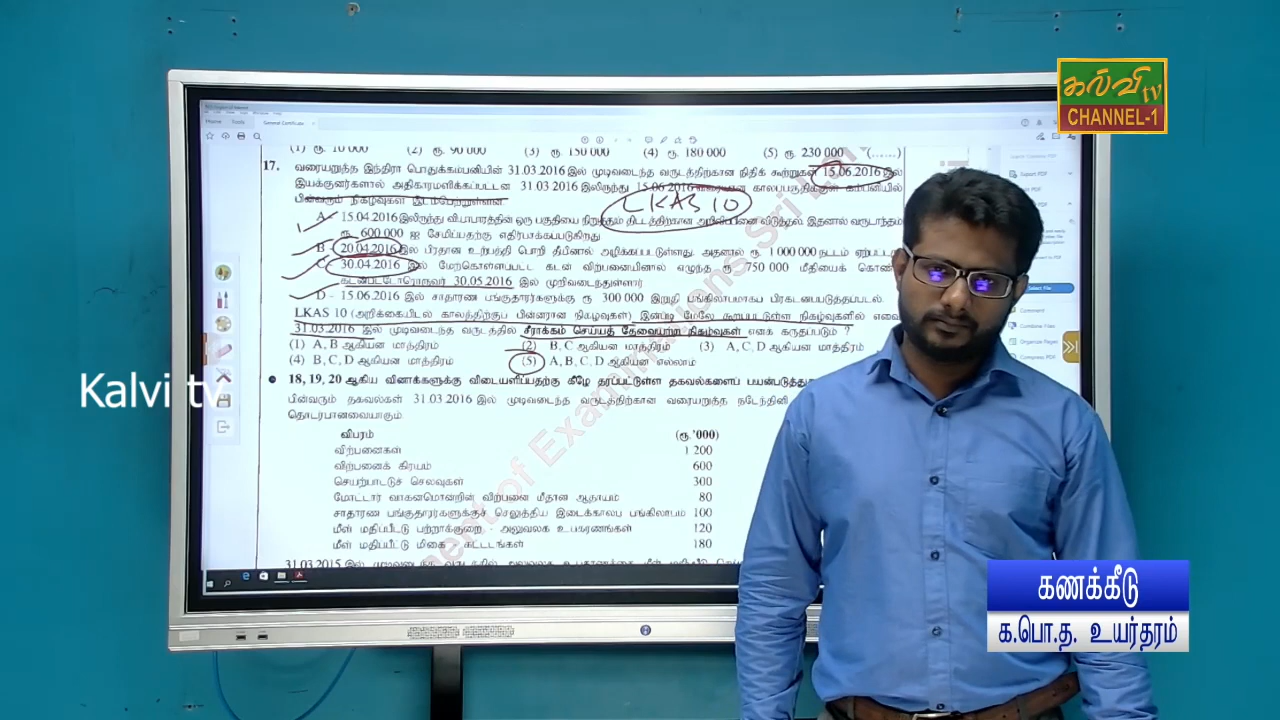 கல்வி tv
CHANNEL-1
Home Tools General Certificate
(1) ரூ. 10 000 (2) ரூ. 90 000 (3) ரூ. 150 000 (4) ரூ. 180 000 (5) ரூ. 230 000 (......)
17. வரையறுத்த இந்திரா பொதுக்கம்பனியின் 31.03.2016 இல் முடிவடைந்த வருடத்திற்கான நிதிக் கூற்றுகள் 15.06.2016 இல்
இயக்குனர்களால் அதிகாரமளிக்கப்பட்டன 31.03.2016 இலிருந்து 15.06.2016 வரையான காலப்பகுதிக்குள் கம்பனியில்
பின்வரும் நிகழ்வுகள் இடம்பெற்றுள்ளன
LKAS 10
A - 15.04.2016 இலிருந்து வியாபாரத்தின் ஒரு பகுதியை நிறுத்தும் திட்டத்திற்கான அறிவிப்பினை விடுத்தல். இதனால் வருடாந்தம்
ரூ. 600 000 ஐ சேமிப்பதற்கு எதிர்பார்க்கப்படுகிறது
B - 20.04.2016 இல் பிரதான உற்பத்தி பொறி தீயினால் அழிக்கப்பட்டுள்ளது. அதனால் ரூ. 1 000 000 நட்டம்
C - 30.04.2016 இல் மேற்கொள்ளப்பட்ட கடன் விற்பனையினால் எழுந்த ரூ 750 000 மீதியைக்
கடன்பட்டோரொருவர் 30.05.2016 இல் முறிவடைந்துள்ளார்
D - 15.06.2016 இல் சாதாரண பங்குதாரர்களுக்கு ரூ 300 000 இறுதி பங்கிலாபமாகப் பிரகடனப்படுத்தப்படல்.
LKAS 10 (அறிக்கையிடல் காலத்திற்குப் பின்னரான நிகழ்வுகள்) இன்படி மேலே கூறப்பட்டுள்ள நிகழ்வுகளில் எவை
31.03.2016 இல் முடிவடைந்த வருடத்தில் சீராக்கம் செய்யத் தேவையற்ற நிகழ்வுகள் எனக் கருதப்படும் ?
(1) A, B ஆகியன மாத்திரம் (2) B, C ஆகியன மாத்திரம் (3) A, C, D ஆகியன மாத்திரம்
(4) B, C, D ஆகியன மாத்திரம் (5) A, B, C, D ஆகியன எல்லாம்
● 18, 19, 20 ஆகிய வினாக்களுக்கு விடையளிப்பதற்கு கீழே தரப்பட்டுள்ள தகவல்களைப்
பின்வரும் தகவல்கள் 31.03.2016 இல் முடிவடைந்த வருடத்திற்கான வரையறுத்த
தொடர்பானவையாகும்
விபரம் (ரூ.'000)
விற்பனைகள் 1 200
விற்பனைக் கிரயம் 600
செயற்பாட்டுச் செலவுகள் 300
மோட்டார் வாகனமொன்றின் விற்பனை மீதான ஆதாயம் 80
சாதாரண பங்குதாரர்களுக்குச் செலுத்திய இடைக்காலப் பங்கிலாபம் 100
மீள் மதிப்பீட்டு பற்றாக்குறை - அலுவலக உபகரணங்கள் 120
மீள் மதிப்பீட்டு மிகை - கட்டடங்கள் 180
Kalvi tv
கணக்கீடு
க.பொ.த. உயர்தரம்